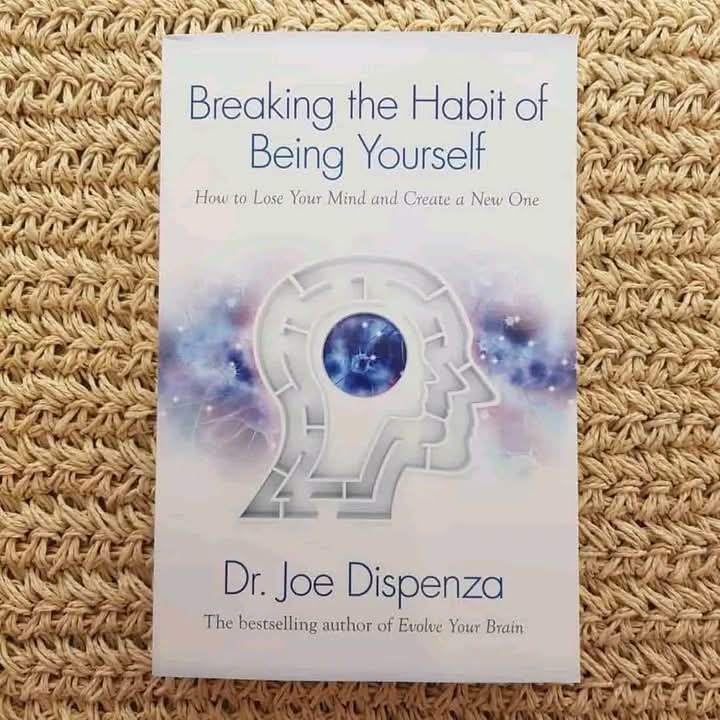 Breaking the Habit of
Being Yourself
How to Lose Your Mind and Create a New One
Dr. Joe Dispenza
The bestselling author of Evolve Your Brain